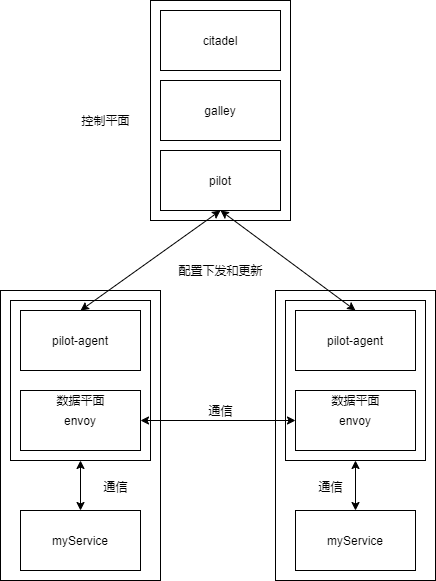 citadel
galley
控制平面
pilot
配置下发和更新
pilot-agent
pilot-agent
数据平面
envoy
通信
数据平面
envoy
通信
通信
myService
myService